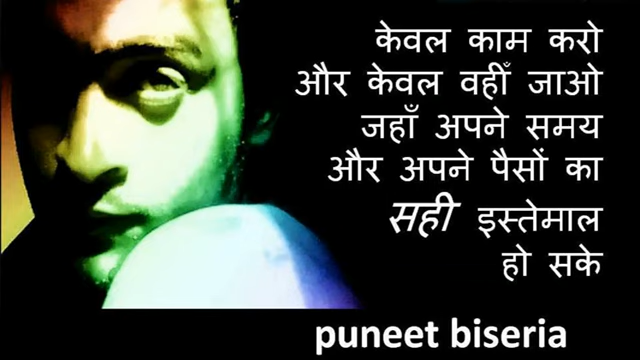 केवल काम करो
और केवल वहीं जाओ
जहाँ अपने समय
और अपने पैसों का
सही इस्तेमाल
हो सके
puneet biseria